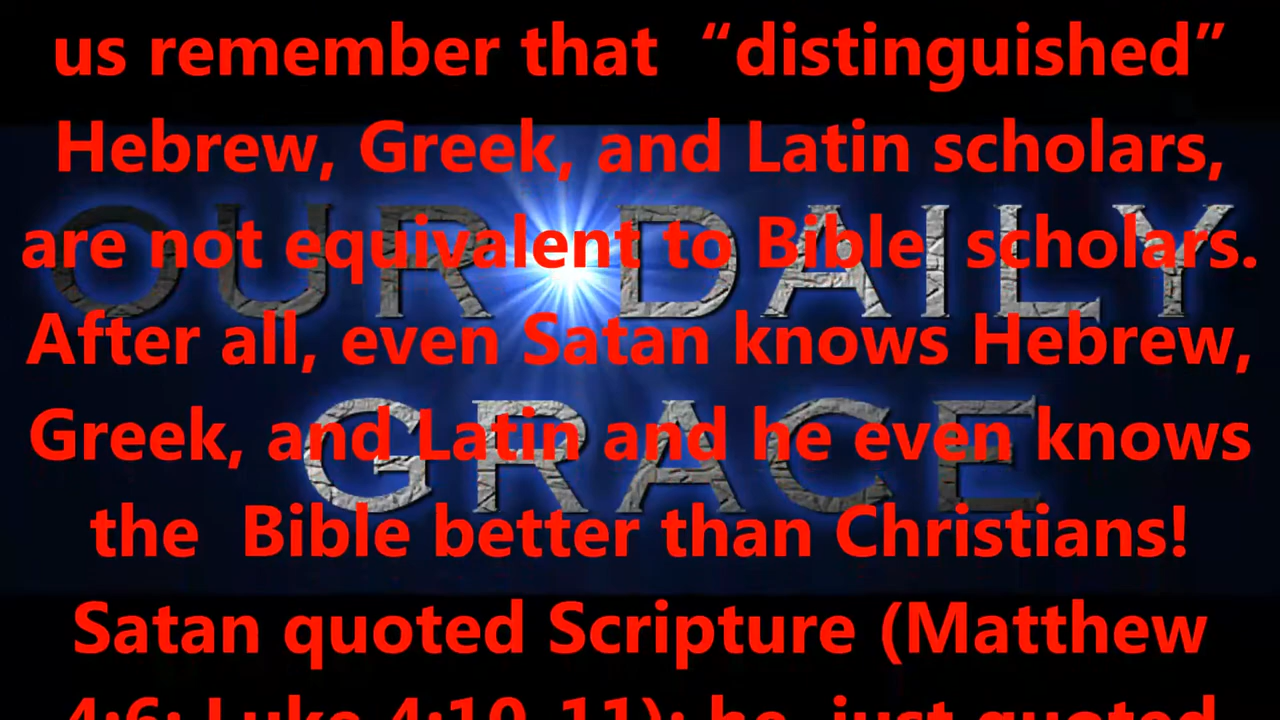 us remember that “distinguished”
Hebrew, Greek, and Latin scholars,
OUR DAILY
are not equivalent to Bible scholars.
After all, even Satan knows Hebrew,
GRACE
Greek, and Latin and he even knows
the Bible better than Christians!
Satan quoted Scripture (Matthew
4:6; Luke 4:10-11); he just quoted